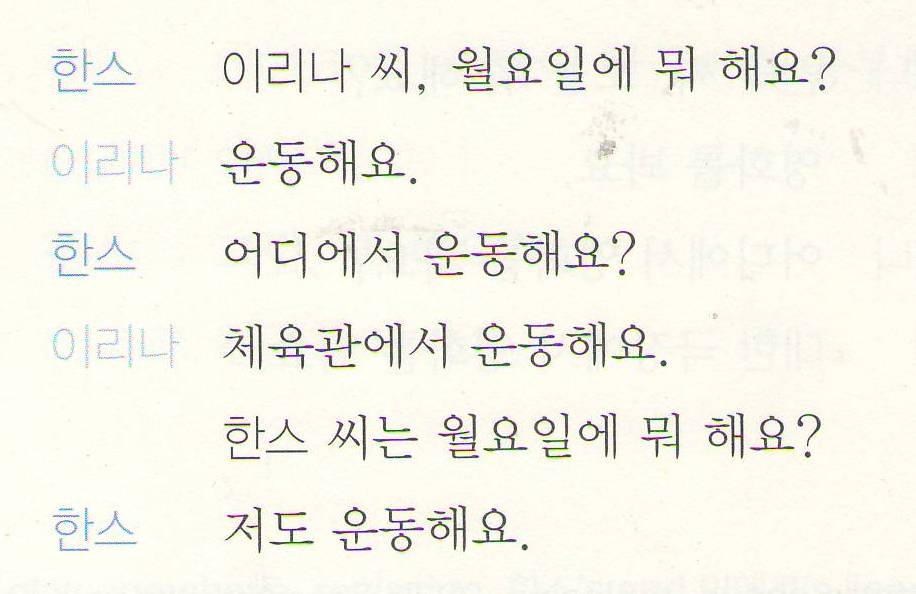 한스 이리나 씨, 월요일에 뭐 해요?
이리나 운동해요.
한스 어디에서 운동해요?
이리나 체육관에서 운동해요.
한스 씨는 월요일에 뭐 해요?
한스 저도 운동해요.